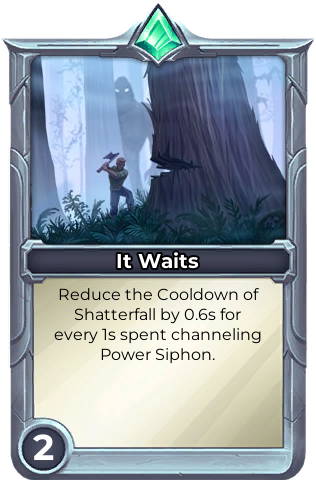 It Waits
Reduce the Cooldown of
Shatterfall by 0.6s for
every 1s spent channeling
Power Siphon.
2